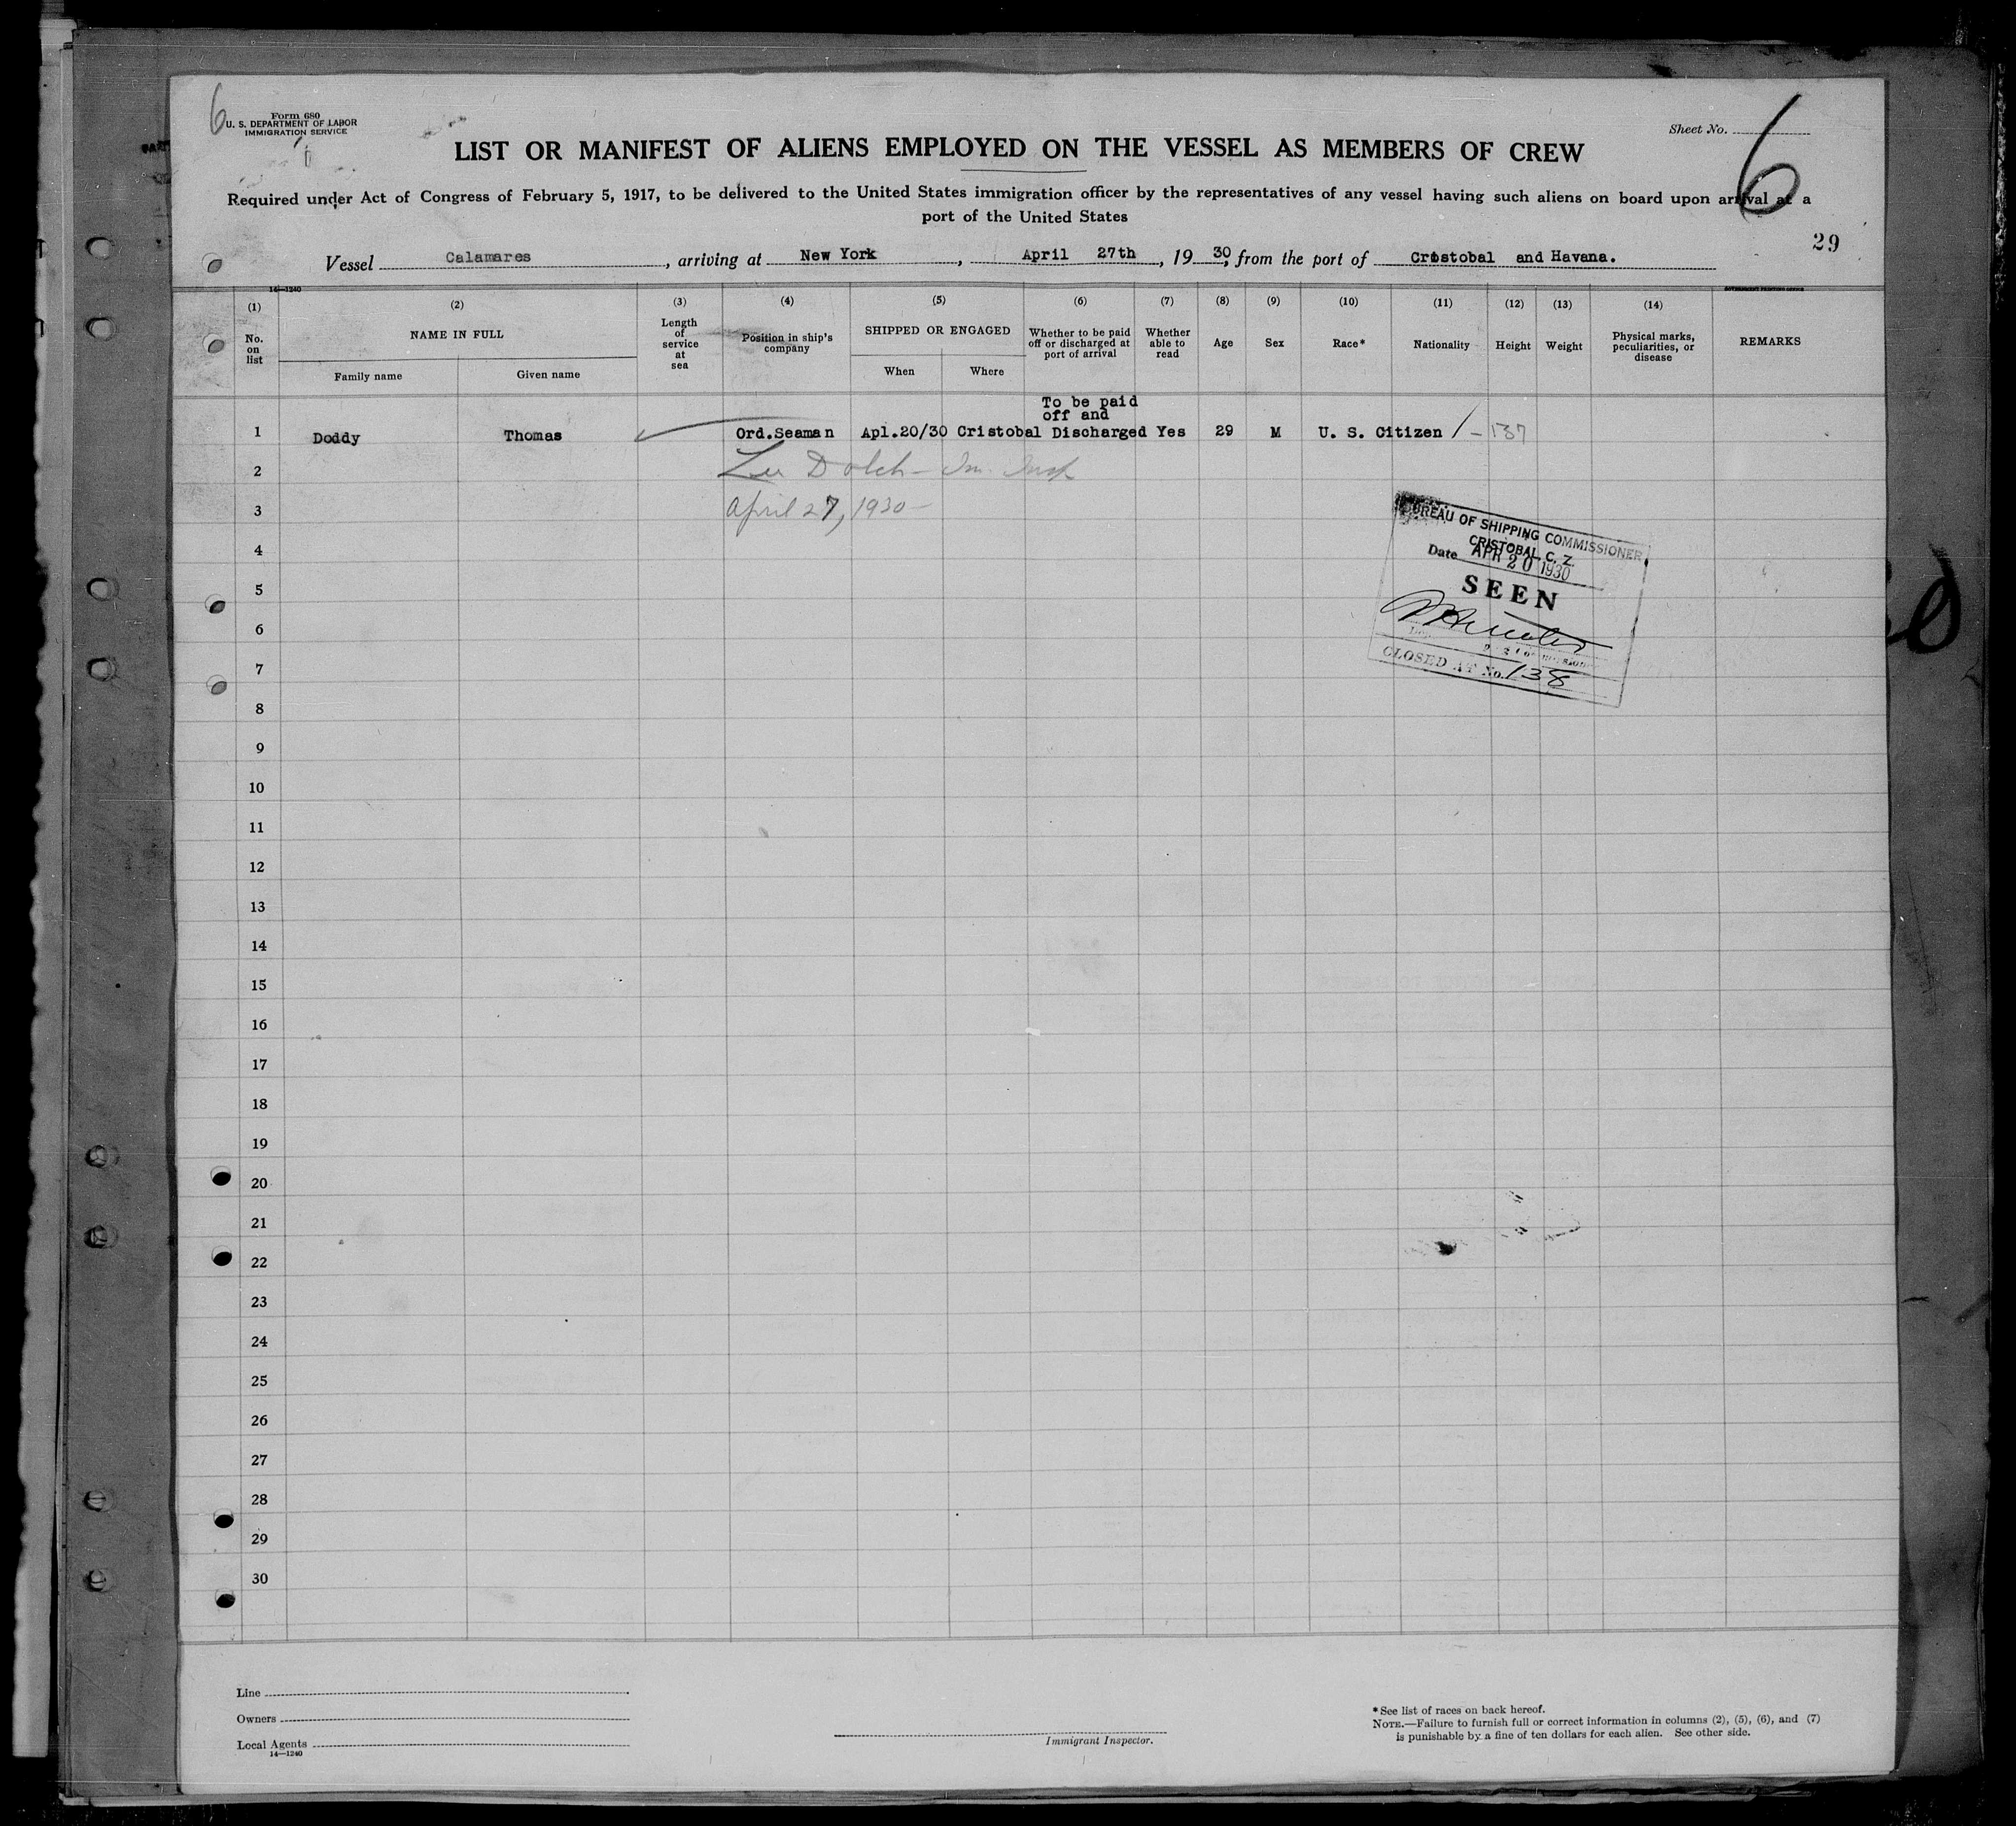 6
Form 680
U. S. DEPARTMENT OF LABOR
IMMIGRATION SERVICE
Sheet No. 6
LIST OR MANIFEST OF ALIENS EMPLOYED ON THE VESSEL AS MEMBERS OF CREW
Required under Act of Congress of February 5, 1917, to be delivered to the United States immigration officer by the representatives of any vessel having such aliens on board upon arrival at a
port of the United States
29
Vessel Calamares, arriving at New York, April 27th, 1930, from the port of Cristobal and Havana.
14—1240
GOVERNMENT PRINTING OFFICE
(1) (2) (3) (4) (5) (6) (7) (8) (9) (10) (11) (12) (13) (14)
No. on list NAME IN FULL Length of service at sea Position in ship's company SHIPPED OR ENGAGED Whether to be paid off or discharged at port of arrival Whether able to read Age Sex Race* Nationality Height Weight Physical marks, peculiarities, or disease REMARKS
Family name Given name When Where
To be paid
off and
1 Doddy Thomas Ord.Seaman Apl.20/30 Cristobal Discharged Yes 29 M U. S. Citizen / - 137
2 Dolch
3 April 27, 1930 -
4
5
6
7
8
9
10
11
12
13
14
15
16
17
18
19
20
21
22
23
24
25
26
27
28
29
30
BUREAU OF SHIPPING COMMISSIONER
CRISTOBAL, C. Z.
Date APR 20 1930
SEEN
CLOSED AT No. 138
Line
Owners
Local Agents
14—1240
Immigrant Inspector.
*See list of races on back hereof.
NOTE.—Failure to furnish full or correct information in columns (2), (5), (6), and (7)
is punishable by a fine of ten dollars for each alien. See other side.